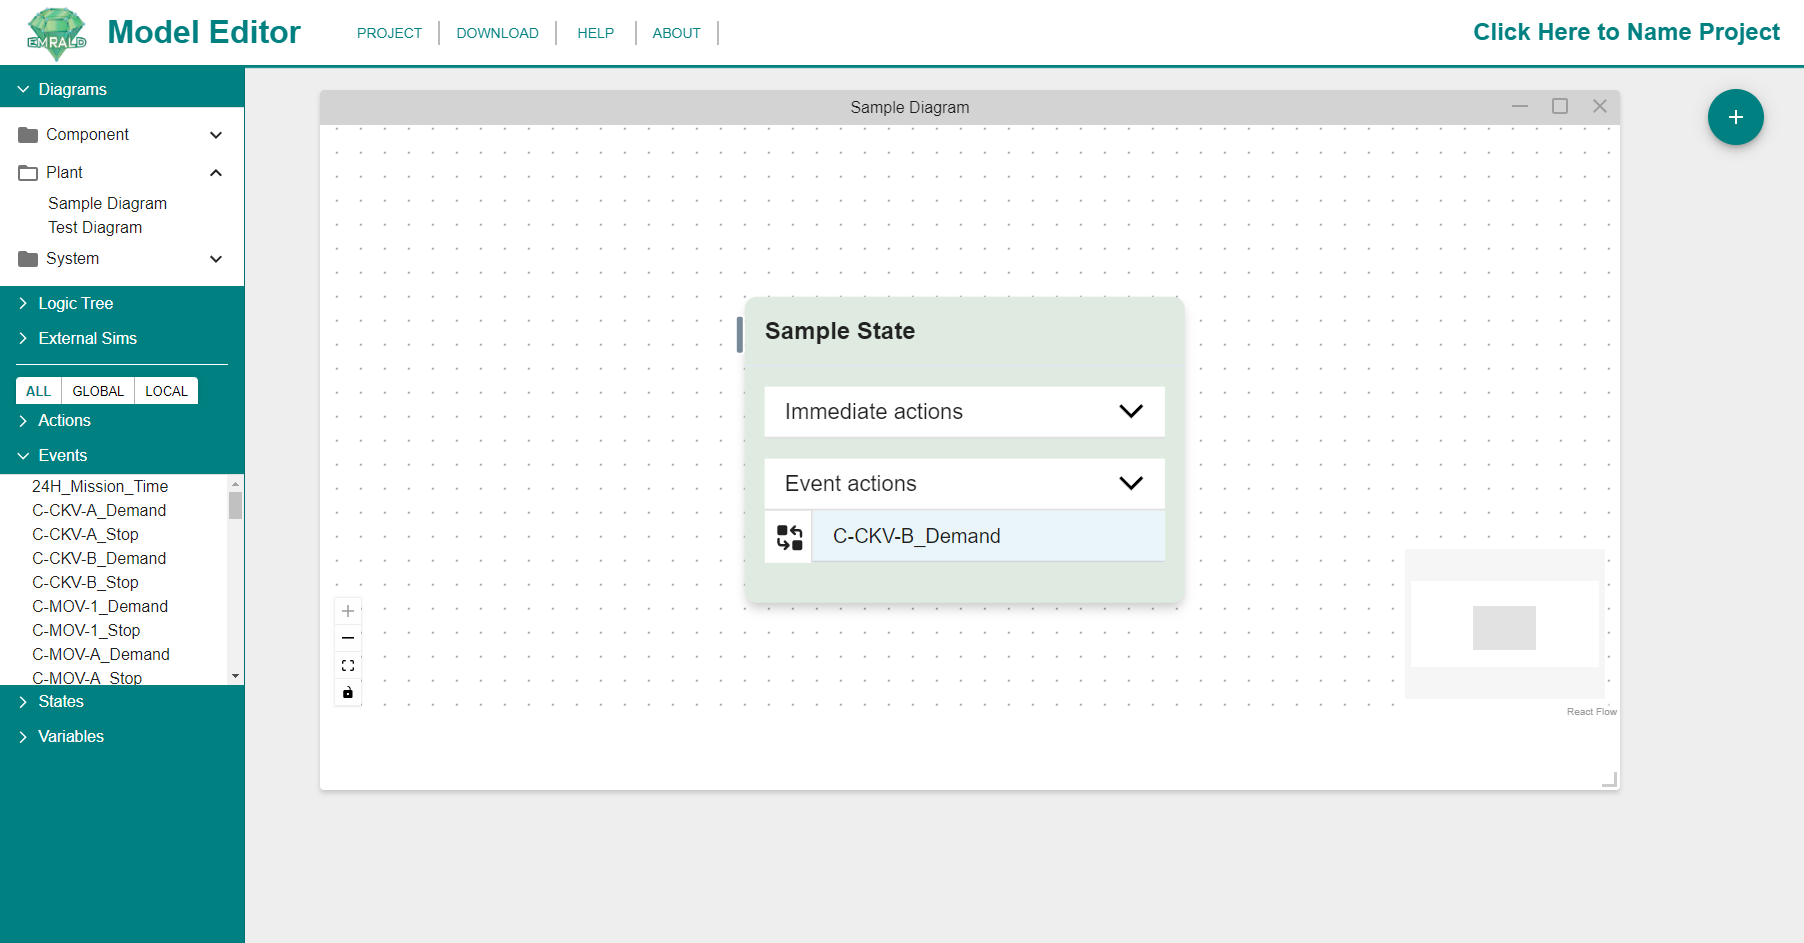 EMRALD
Model Editor
PROJECT
DOWNLOAD
HELP
ABOUT
Click Here to Name Project
Diagrams
Component
Plant
Sample Diagram
Test Diagram
System
Logic Tree
External Sims
ALL
GLOBAL
LOCAL
Actions
Events
24H_Mission_Time
C-CKV-A_Demand
C-CKV-A_Stop
C-CKV-B_Demand
C-CKV-B_Stop
C-MOV-1_Demand
C-MOV-1_Stop
C-MOV-A_Demand
C-MOV-A_Stop
States
Variables
Sample Diagram
Sample State
Immediate actions
Event actions
C-CKV-B_Demand
React Flow